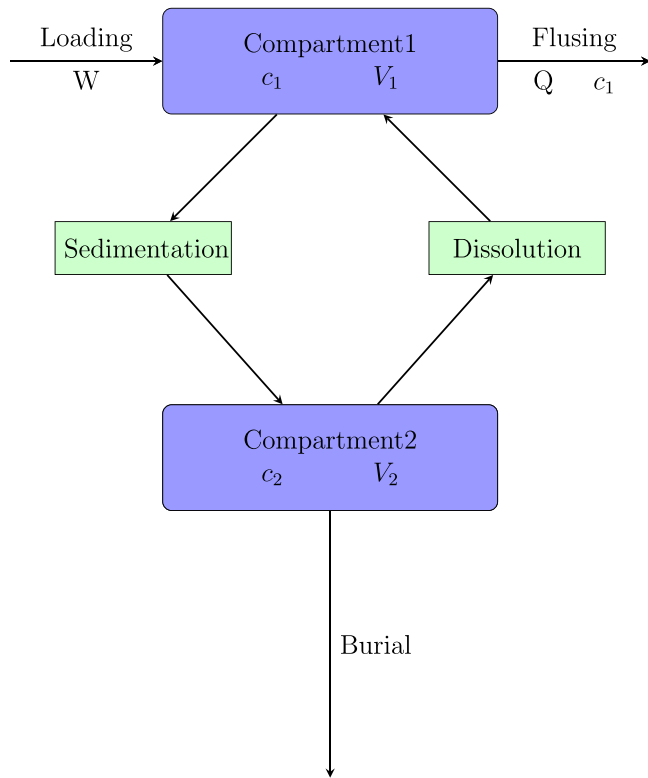 Loading
W
Compartment1
c₁ V₁
Flusing
Q c₁
Sedimentation
Dissolution
Compartment2
c₂ V₂
Burial